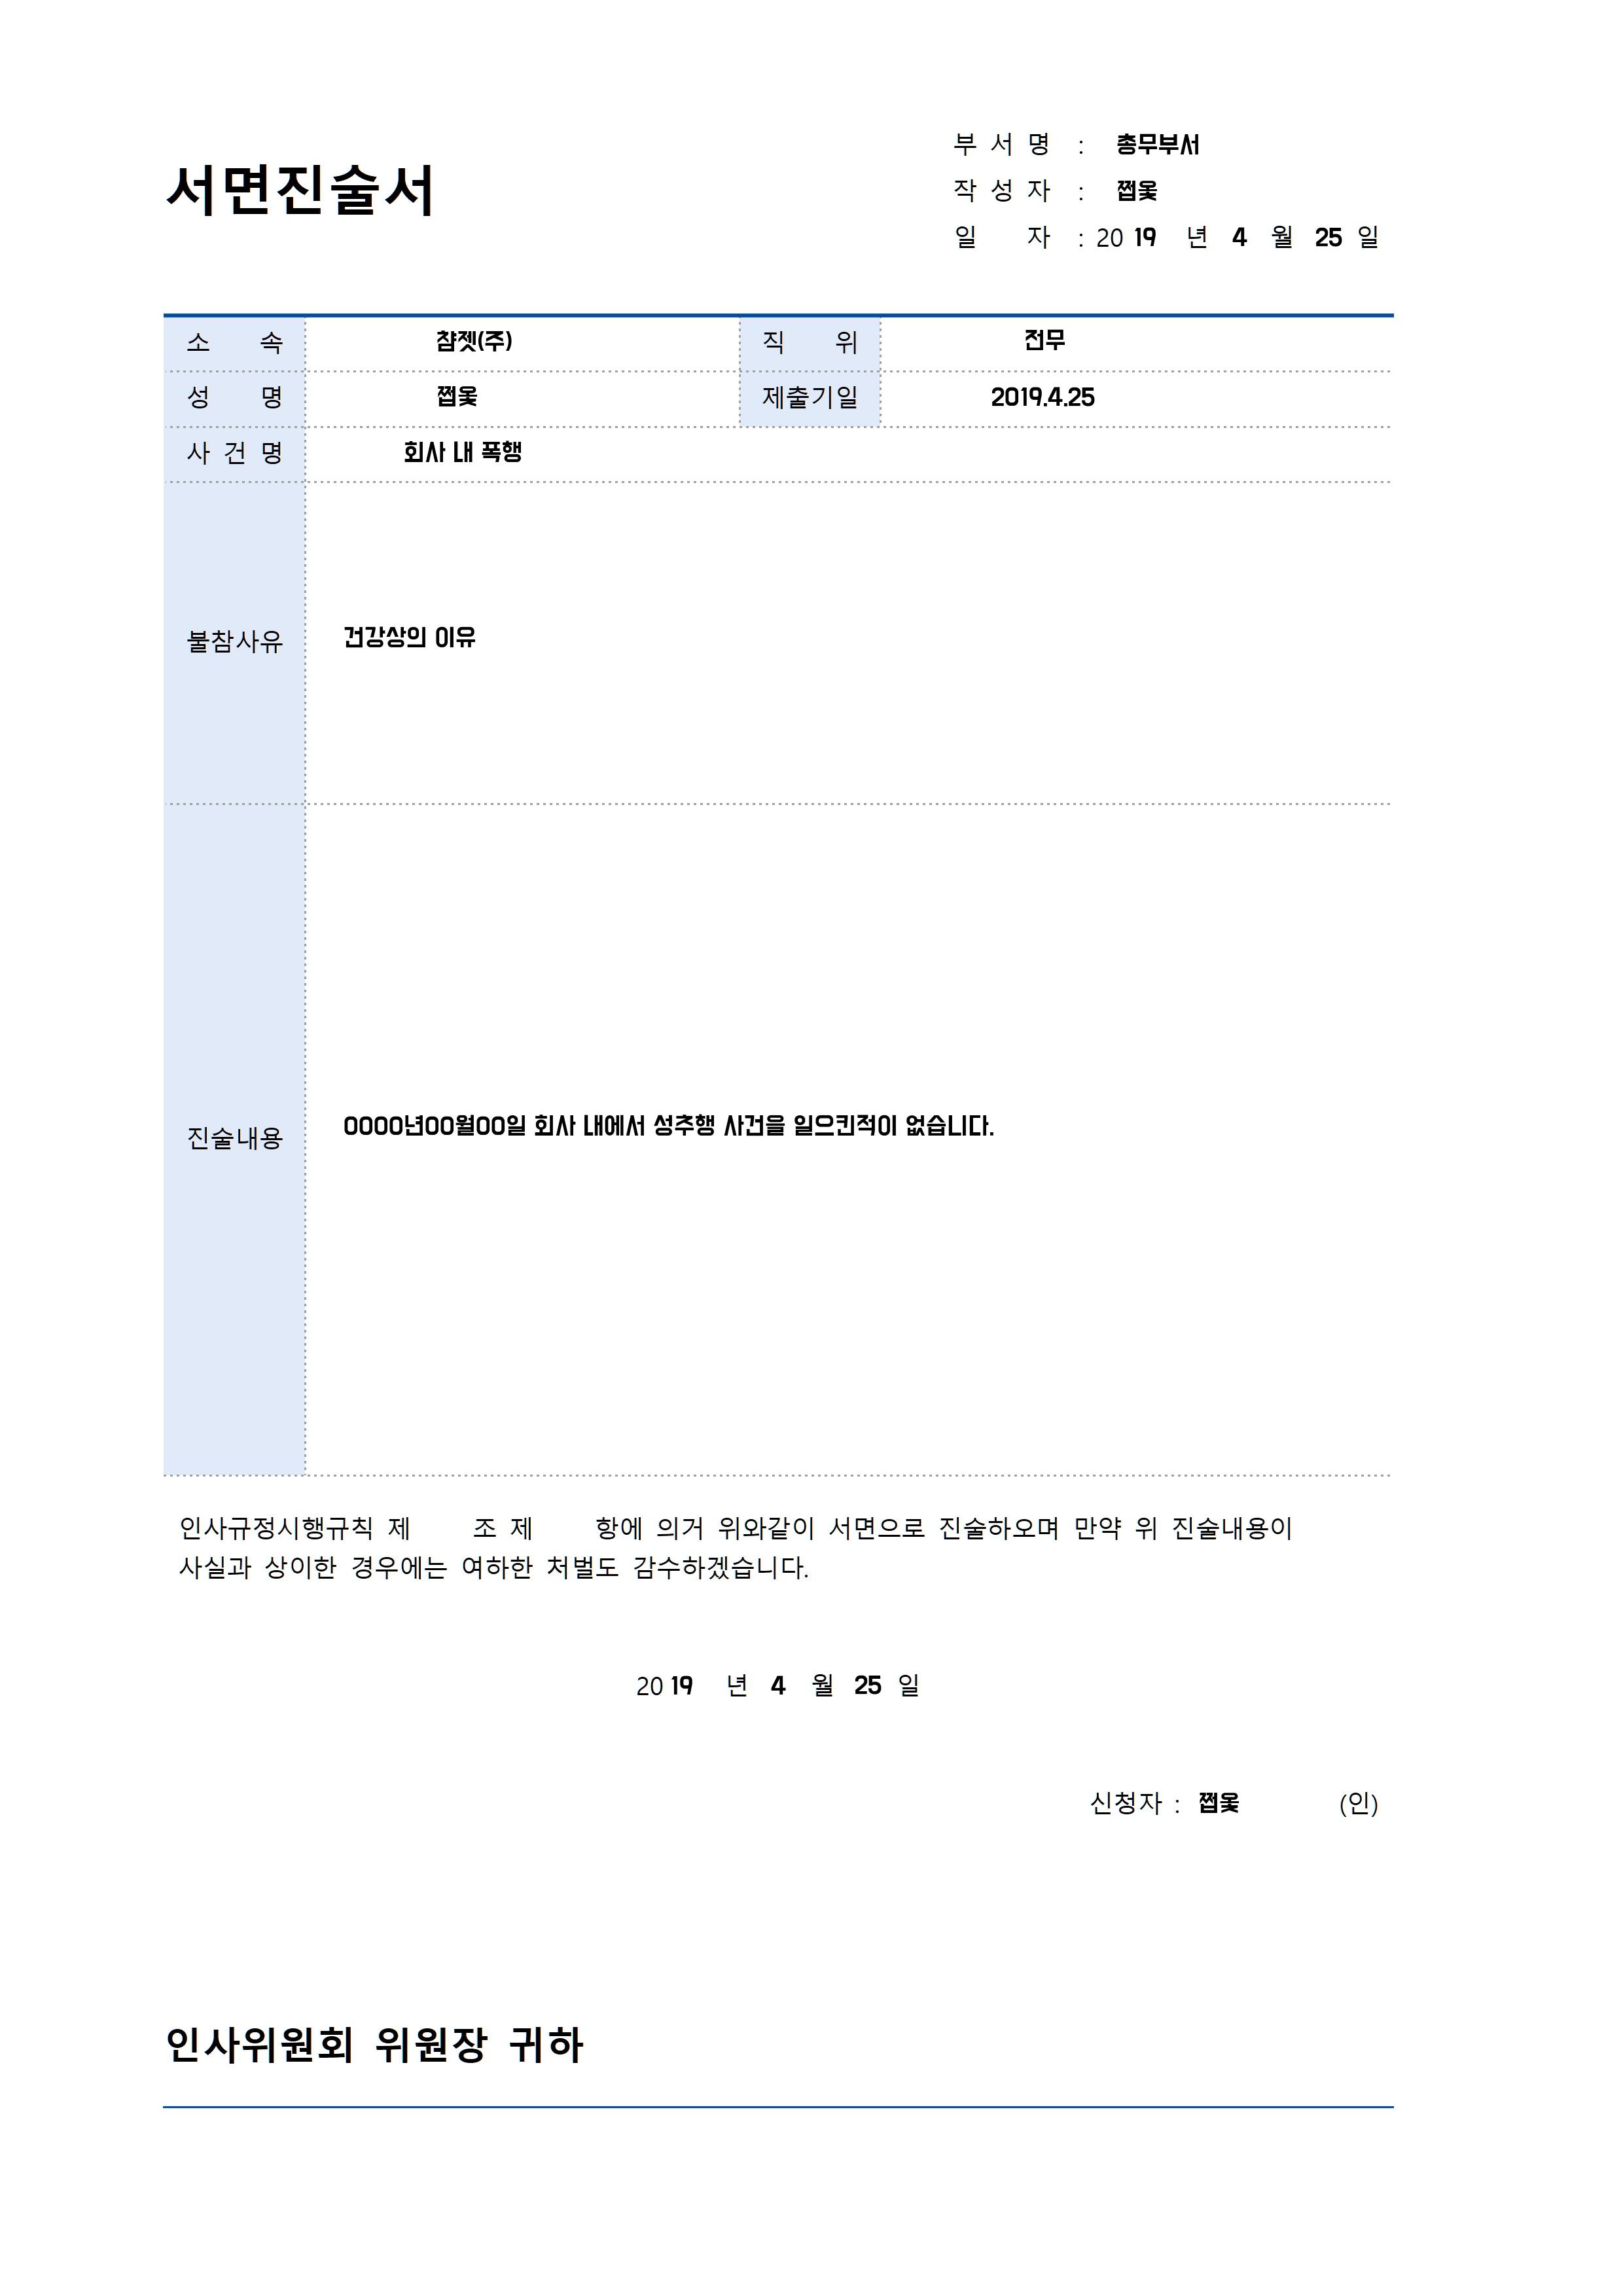 서면진술서
부 서 명 : 총무부서
작 성 자 : 쩝옻
일 자 : 20 19 년 4 월 25 일
소 속 챰젯(주) 직 위 전무
성 명 쩝옻 제출기일 2019.4.25
사 건 명 회사 내 폭행
불참사유 건강상의 이유
진술내용 0000년00월00일 회사 내에서 성추행 사건을 일으킨적이 없습니다.
인사규정시행규칙 제 조 제 항에 의거 위와같이 서면으로 진술하오며 만약 위 진술내용이
사실과 상이한 경우에는 여하한 처벌도 감수하겠습니다.
20 19 년 4 월 25 일
신청자 : 쩝옻 (인)
인사위원회 위원장 귀하